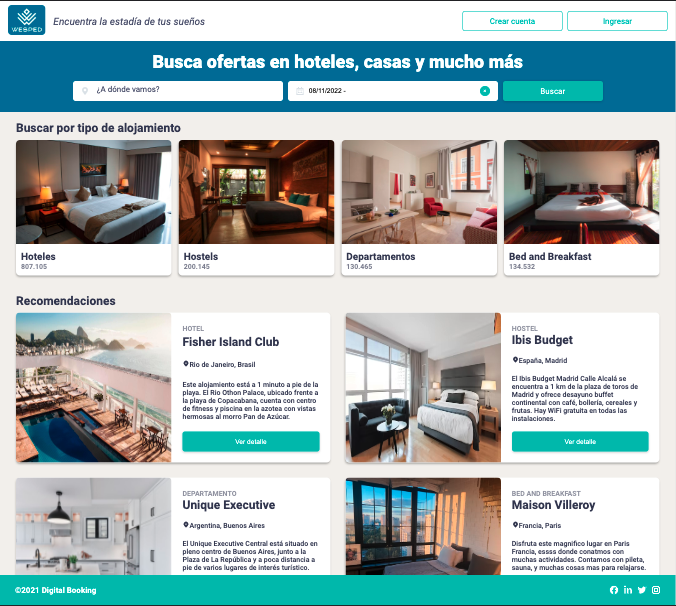 WESPED
Encuentra la estadía de tus sueños
Crear cuenta
Ingresar
Busca ofertas en hoteles, casas y mucho más
¿A dónde vamos?
08/11/2022 -
Buscar
Buscar por tipo de alojamiento
Hoteles
807.105
Hostels
200.145
Departamentos
130.465
Bed and Breakfast
134.532
Recomendaciones
HOTEL
Fisher Island Club
Rio de Janeiro, Brasil
Este alojamiento está a 1 minuto a pie de la
playa. El Rio Othon Palace, ubicado frente a
la playa de Copacabana, cuenta con centro
de fitness y piscina en la azotea con vistas
hermosas al morro Pan de Azúcar.
Ver detalle
HOSTEL
Ibis Budget
España, Madrid
El Ibis Budget Madrid Calle Alcalá se
encuentra a 1 km de la plaza de toros de
Madrid y ofrece desayuno buffet
continental con café, bollería, cereales y
frutas. Hay WiFi gratuita en todas las
instalaciones.
Ver detalle
DEPARTAMENTO
Unique Executive
Argentina, Buenos Aires
El Unique Executive Central está situado en
pleno centro de Buenos Aires, junto a la
Plaza de La República y a poca distancia a
pie de varios lugares de interés turístico.
BED AND BREAKFAST
Maison Villeroy
Francia, Paris
Disfruta este magnifico lugar en Paris
Francia, essss donde conatmos con
muchas actividades. Contamos con pileta,
sauna, y muchas cosas mas para relajarse.
©2021 Digital Booking